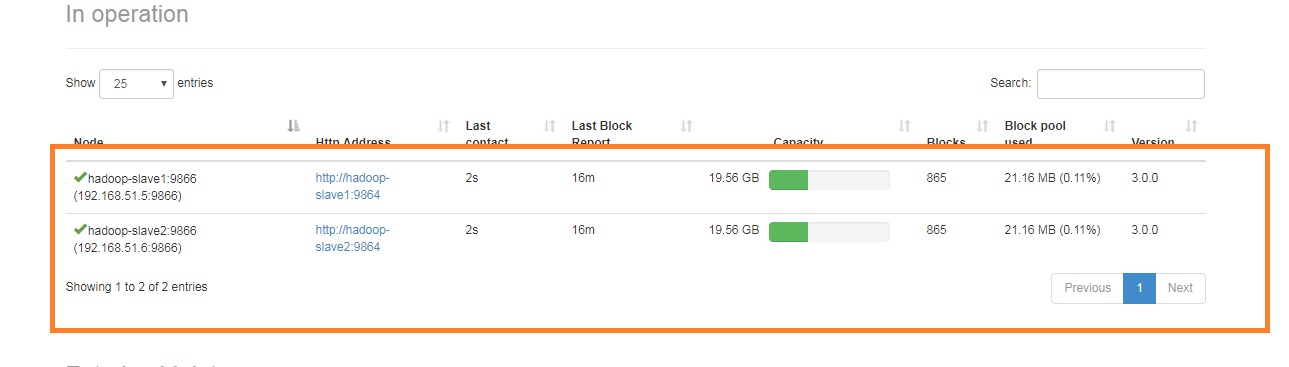 In operation
Show 25 entries
Search:
Node Http Address Last contact Last Block Report Capacity Blocks Block pool used Version
hadoop-slave1:9866 http://hadoop- 2s 16m 19.56 GB 865 21.16 MB (0.11%) 3.0.0
(192.168.51.5:9866) slave1:9864
hadoop-slave2:9866 http://hadoop- 2s 16m 19.56 GB 865 21.16 MB (0.11%) 3.0.0
(192.168.51.6:9866) slave2:9864
Showing 1 to 2 of 2 entries
Previous 1 Next